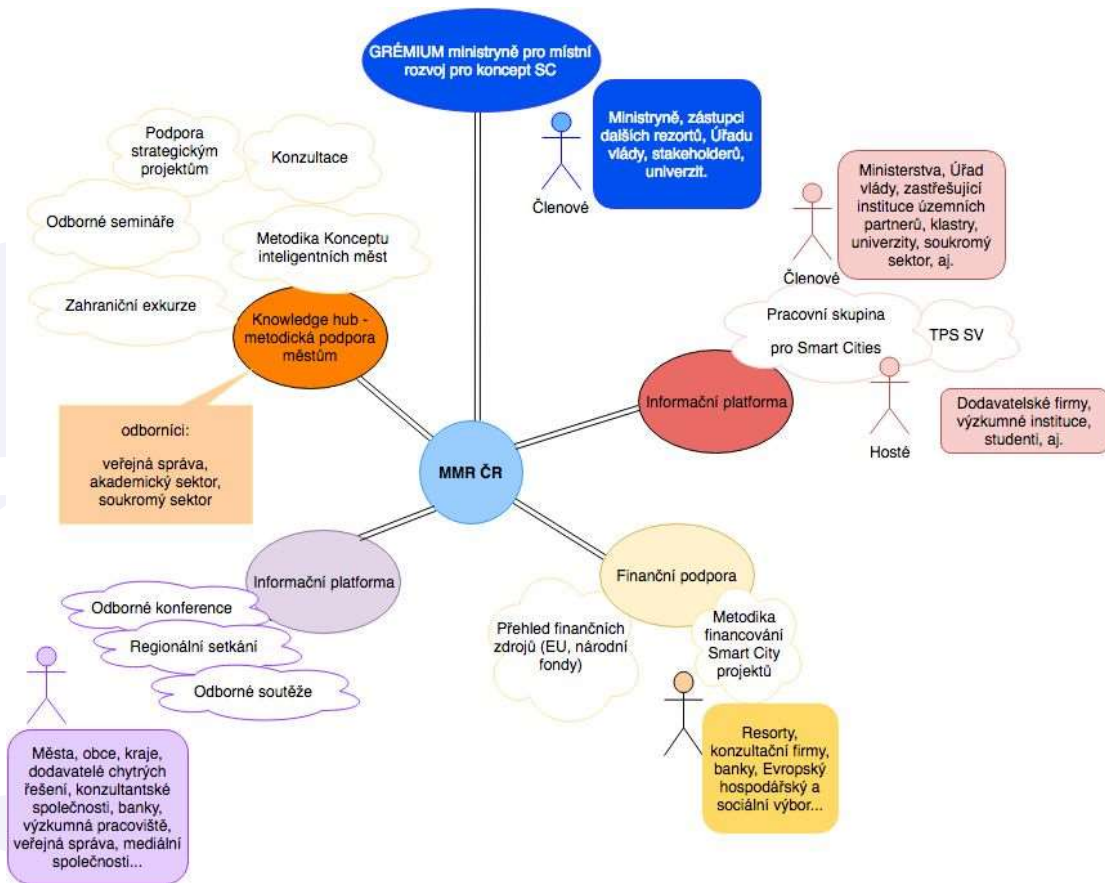 GRÉMIUM ministryně pro místní
rozvoj pro koncept SC
Ministryně, zástupci
dalších rezortů, Úřadu
vlády, stakeholderů,
univerzit.
Členové
Podpora
strategickým
projektům
Konzultace
Odborné semináře
Metodika Konceptu
inteligentních měst
Zahraniční exkurze
Knowledge hub -
metodická podpora
městům
odborníci:
veřejná správa,
akademický sektor,
soukromý sektor
Ministerstva, Úřad
vlády, zastřešující
instituce územních
partnerů, klastry,
univerzity, soukromý
sektor, aj.
Členové
Pracovní skupina
pro Smart Cities
TPS SV
Informační platforma
Hosté
Dodavatelské firmy,
výzkumné instituce,
studenti, aj.
MMR ČR
Informační platforma
Odborné konference
Regionální setkání
Odborné soutěže
Města, obce, kraje,
dodavatelé chytrých
řešení, konzultantské
společnosti, banky,
výzkumná pracoviště,
veřejná správa, mediální
společnosti...
Finanční podpora
Přehled finančních
zdrojů (EU, národní
fondy)
Metodika
financování
Smart City
projektů
Resorty,
konzultační firmy,
banky, Evropský
hospodářský a
sociální výbor...